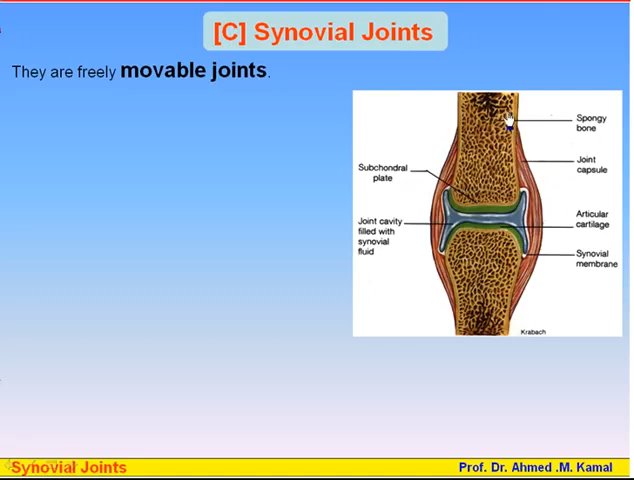 [C] Synovial Joints
They are freely movable joints.
Spongy
bone
Joint
capsule
Subchondral
plate
Articular
cartilage
Joint cavity
filled with
synovial
fluid
Synovial
membrane
Krabach
Synovial Joints
Prof. Dr. Ahmed .M. Kamal